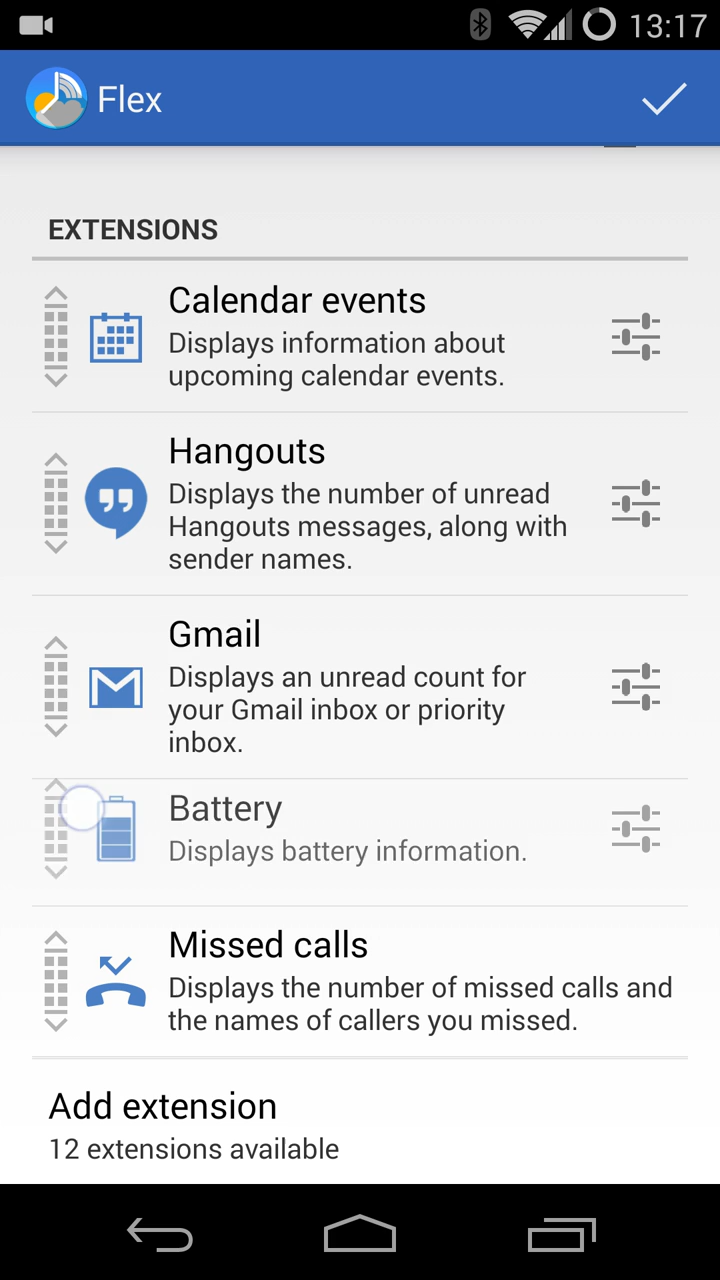 13:17
Flex
EXTENSIONS
Calendar events
Displays information about
upcoming calendar events.
Hangouts
Displays the number of unread
Hangouts messages, along with
sender names.
Gmail
Displays an unread count for
your Gmail inbox or priority
inbox.
Battery
Displays battery information.
Missed calls
Displays the number of missed calls and
the names of callers you missed.
Add extension
12 extensions available